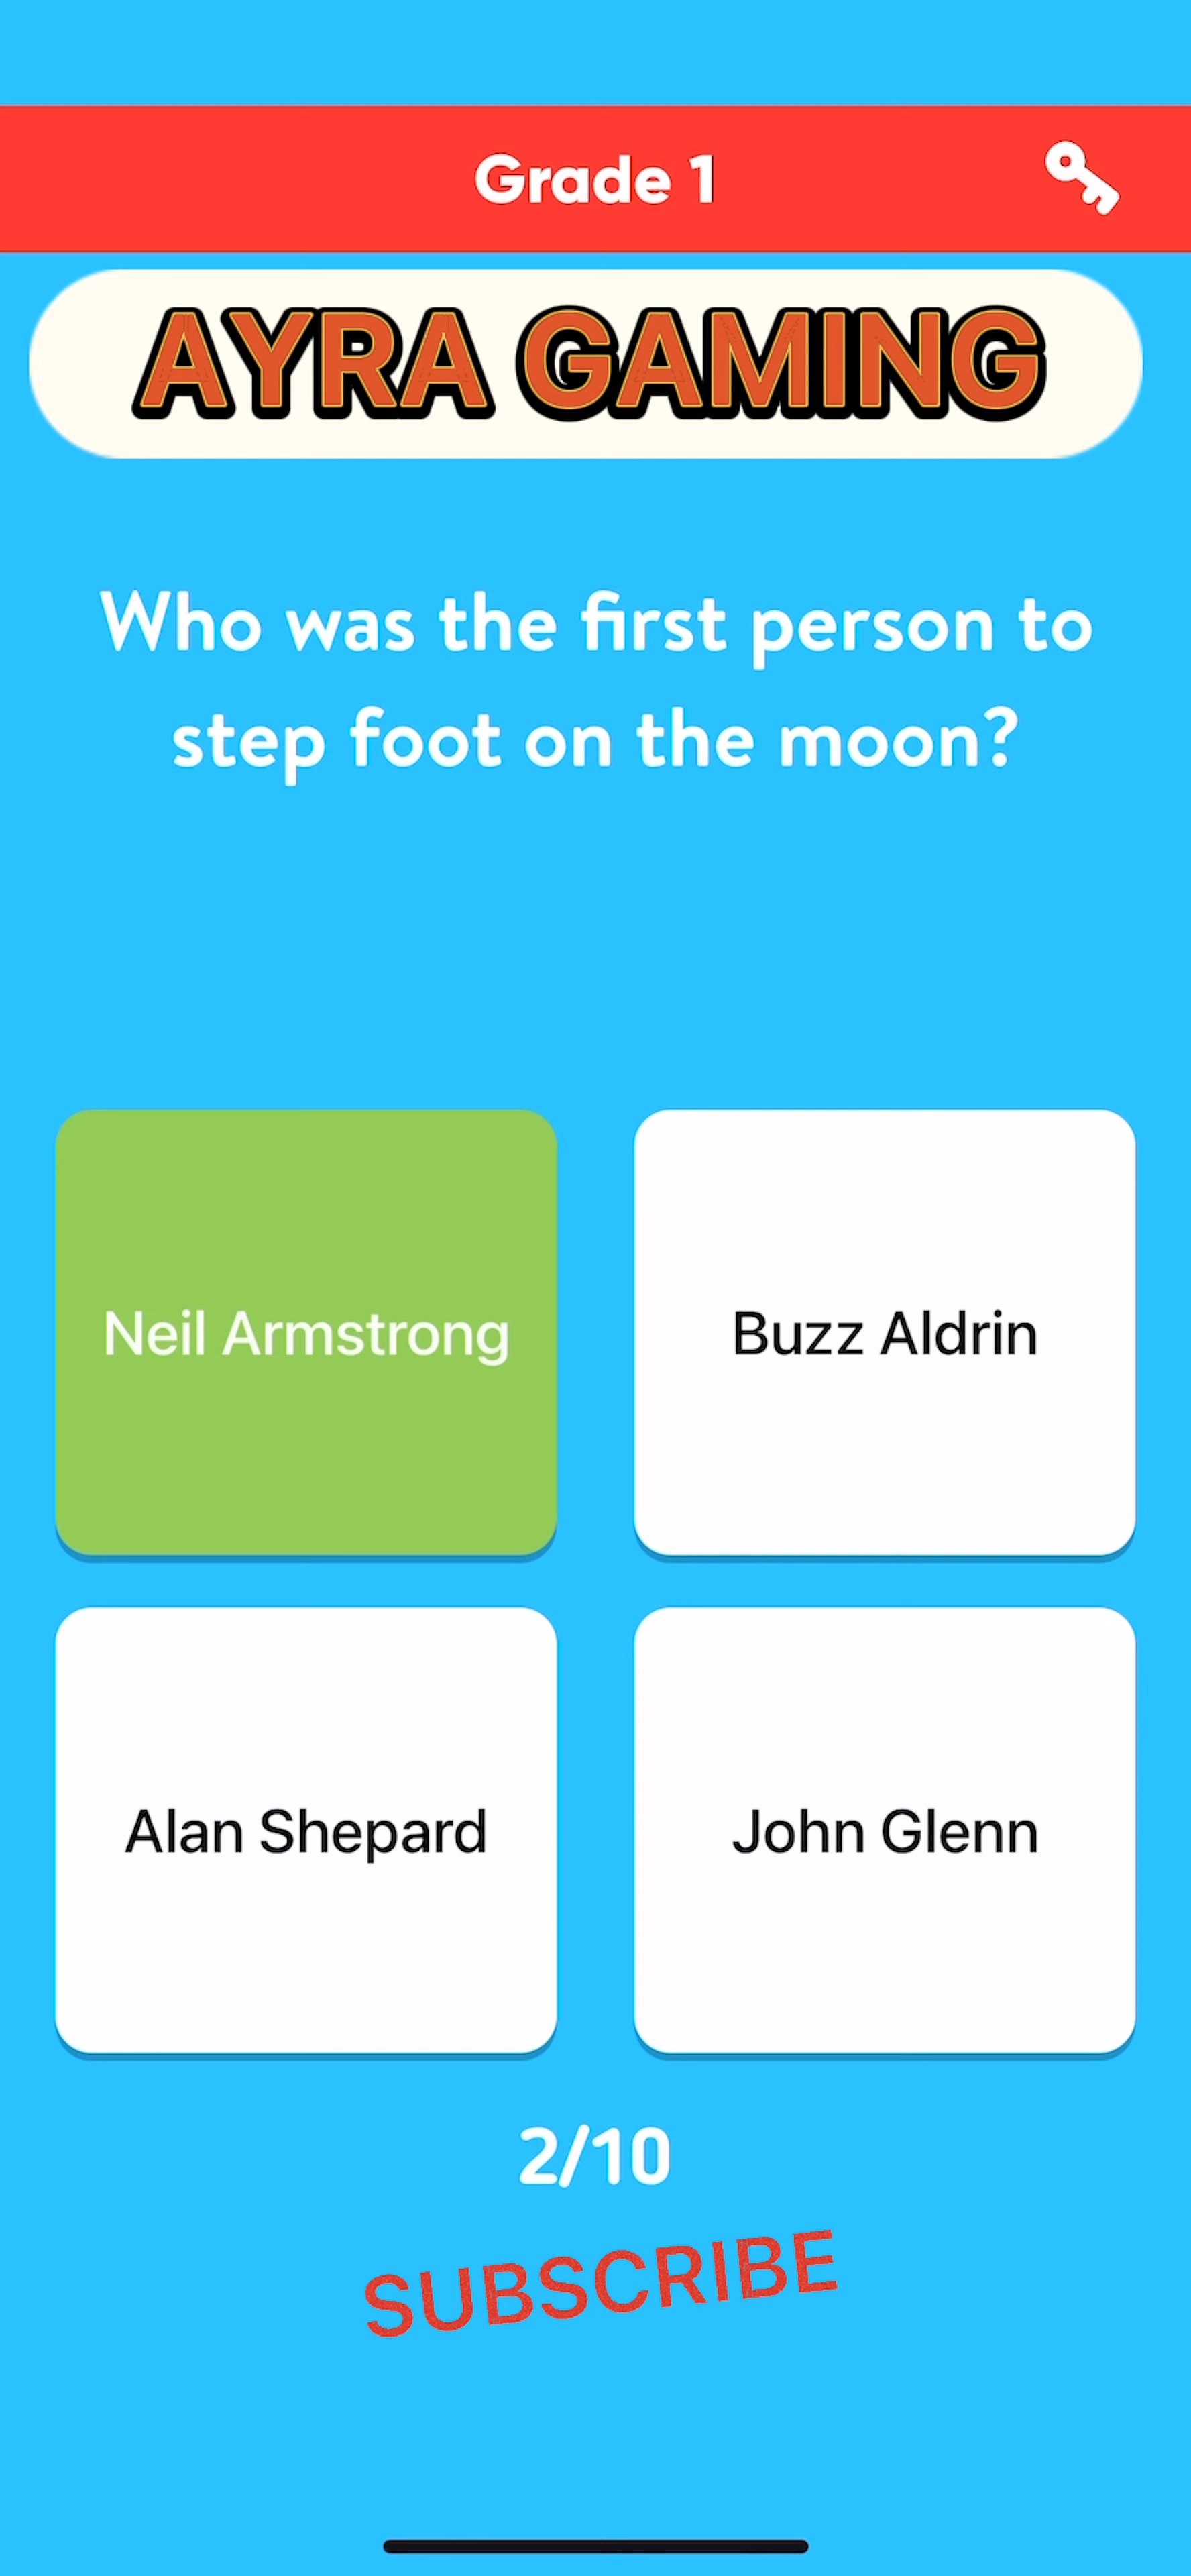 Grade 1
AYRA GAMING
Who was the first person to
step foot on the moon?
Neil Armstrong
Buzz Aldrin
Alan Shepard
John Glenn
2/10
SUBSCRIBE